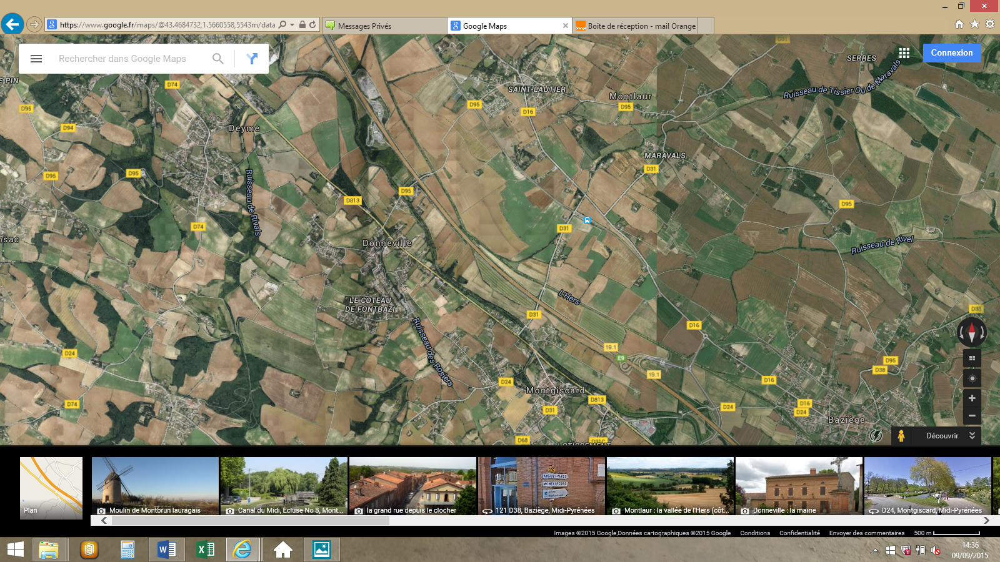 https://www.google.fr/maps/@43.4684732,1.5660558,5543m/data
Messages Privés
Google Maps
Boite de réception - mail Orange
Rechercher dans Google Maps
Connexion
D31
SERRES
E PIN
D74
SAINT-LAUTIER
Ruisseau de Tissier Ou de Maravals
Montlaur
D95
D95
D95
D16
D94
Deyme
MARAVALS
D31
D95
D95
Ruisseau de Rivals
D95
D813
D95
D74
D31
nsac
Donneville
Ruisseau de Rivel
L'Hers
LE COTEAU
DE FONTBAZI
D31
D38
Ruisseau des Rosiers
D16
19.1
E9
D24
D95
D38
19.1
D16
D24
Montgiscard
D813
D74
D16
D24
D24
D31
Baziège
D68
D31C
LOTISSEMENT
Découvrir
Plan
Moulin de Montbrun lauragais
Canal du Midi, Ecluse No 8, Mont...
la grand rue depuis le clocher
AYGUESVIVES
MONTGISCARD
121 D38, Baziège, Midi-Pyrénées
Montlaur : la vallée de l'Hers (côt...
Donneville : la mairie
D24, Montgiscard, Midi-Pyrénées
Images ©2015 Google,Données cartographiques ©2015 Google
Conditions
Confidentialité
Envoyer des commentaires
500 m
14:36
09/09/2015